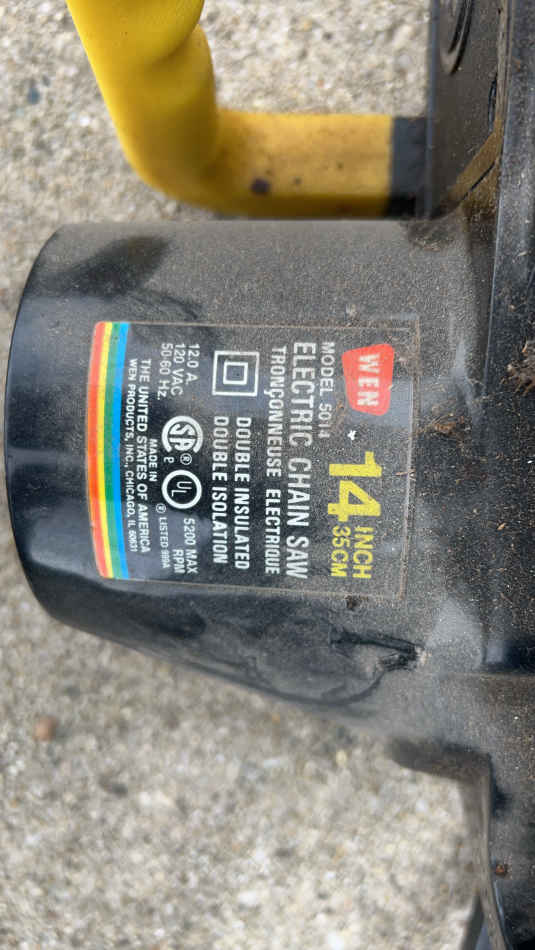 WEN
14 INCH
35CM
MODEL 5014
ELECTRIC CHAIN SAW
TRONÇONNEUSE ELECTRIQUE
DOUBLE INSULATED
DOUBLE ISOLATION
12.0 A.
120 VAC
50-60 Hz.
SA ® P
UL ® LISTED 999A
5200 MAX
RPM
MADE IN
THE UNITED STATES OF AMERICA
WEN PRODUCTS, INC., CHICAGO, IL 60631